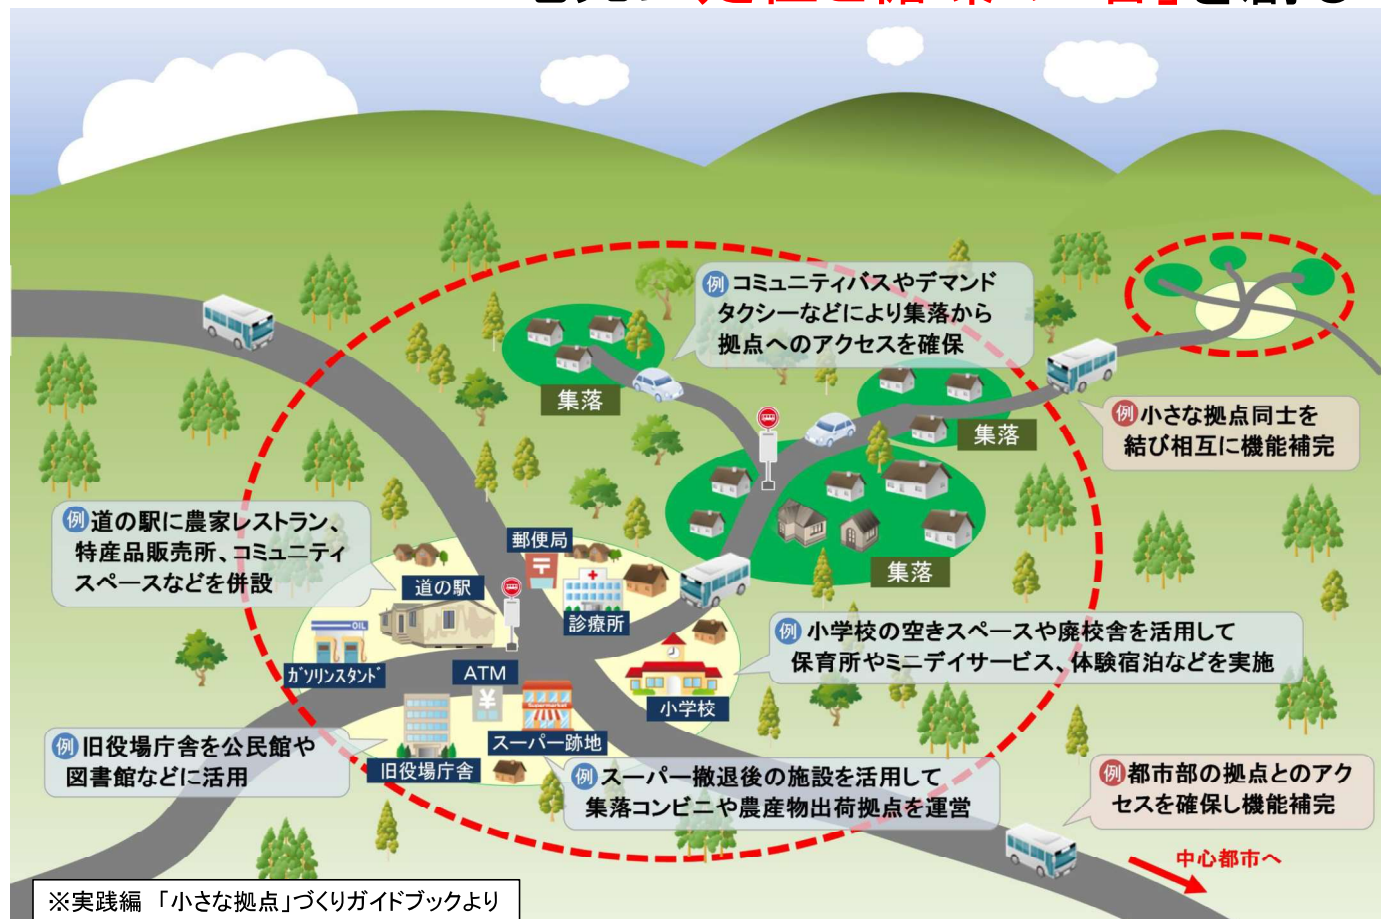 例 コミュニティバスやデマンド
タクシーなどにより集落から
拠点へのアクセスを確保
集落
集落
例 小さな拠点同士を
結び相互に機能補完
例 道の駅に農家レストラン、
特産品販売所、コミュニティ
スペースなどを併設
郵便局
〒
集落
道の駅
診療所
OIL
ｶﾞｿﾘﾝｽﾀﾝﾄﾞ
例 小学校の空きスペースや廃校舎を活用して
保育所やミニデイサービス、体験宿泊などを実施
ATM
¥
Supermarket
小学校
スーパー跡地
旧役場庁舎
例 旧役場庁舎を公民館や
図書館などに活用
例 スーパー撤退後の施設を活用して
集落コンビニや農産物出荷拠点を運営
例 都市部の拠点とのアク
セスを確保し機能補完
中心都市へ
※実践編 「小さな拠点」づくりガイドブックより